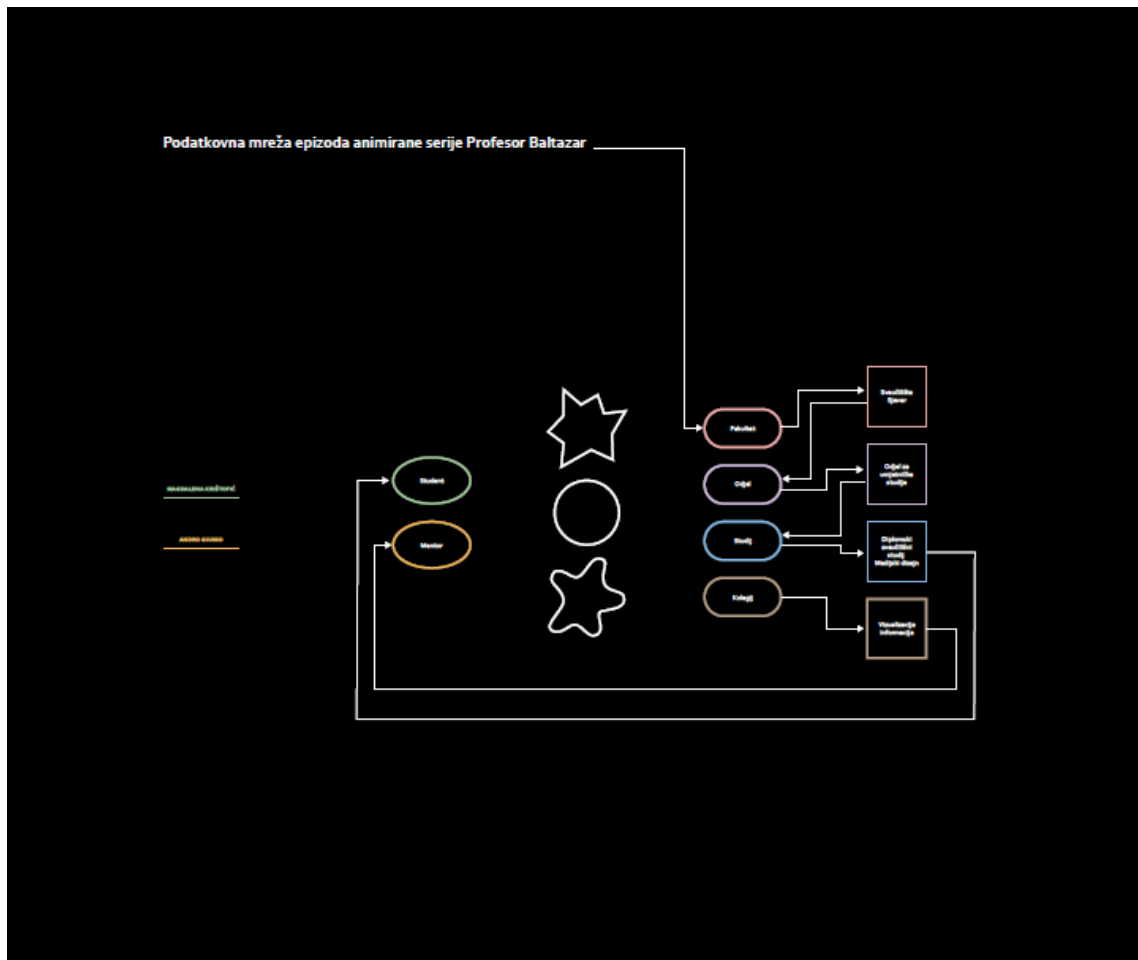 Podatkovna mreža epizoda animirane serije Profesor Baltazar
Sveučilište
Sjever
Fakultet
Odjel za
umjetničke
studije
Student
Odjel
Mentor
Studij
Diplomski
sveučilišni
studij
Medijski dizajn
Kolegij
Vizualizacija
informacija